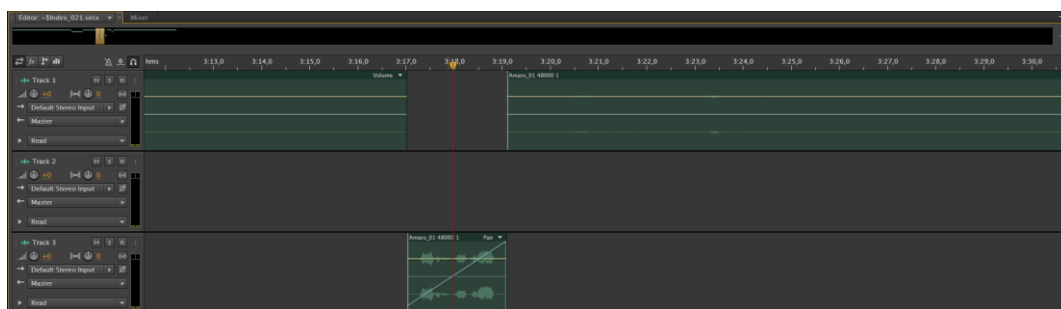 Editor: ~$Index_021.sesx Mixer
fx
hms 3:13,0 3:14,0 3:15,0 3:16,0 3:17,0 3:18,0 3:19,0 3:20,0 3:21,0 3:22,0 3:23,0 3:24,0 3:25,0 3:26,0 3:27,0 3:28,0 3:29,0 3:30,0
Track 1 M S R I Volume Amaru_01 48000 1
+0 0
Default Stereo Input
Master
Read
Track 2 M S R I
+0 0
Default Stereo Input
Master
Read
Track 3 M S R I Amaru_01 48000 1 Pan
+0 0
Default Stereo Input
Master
Read